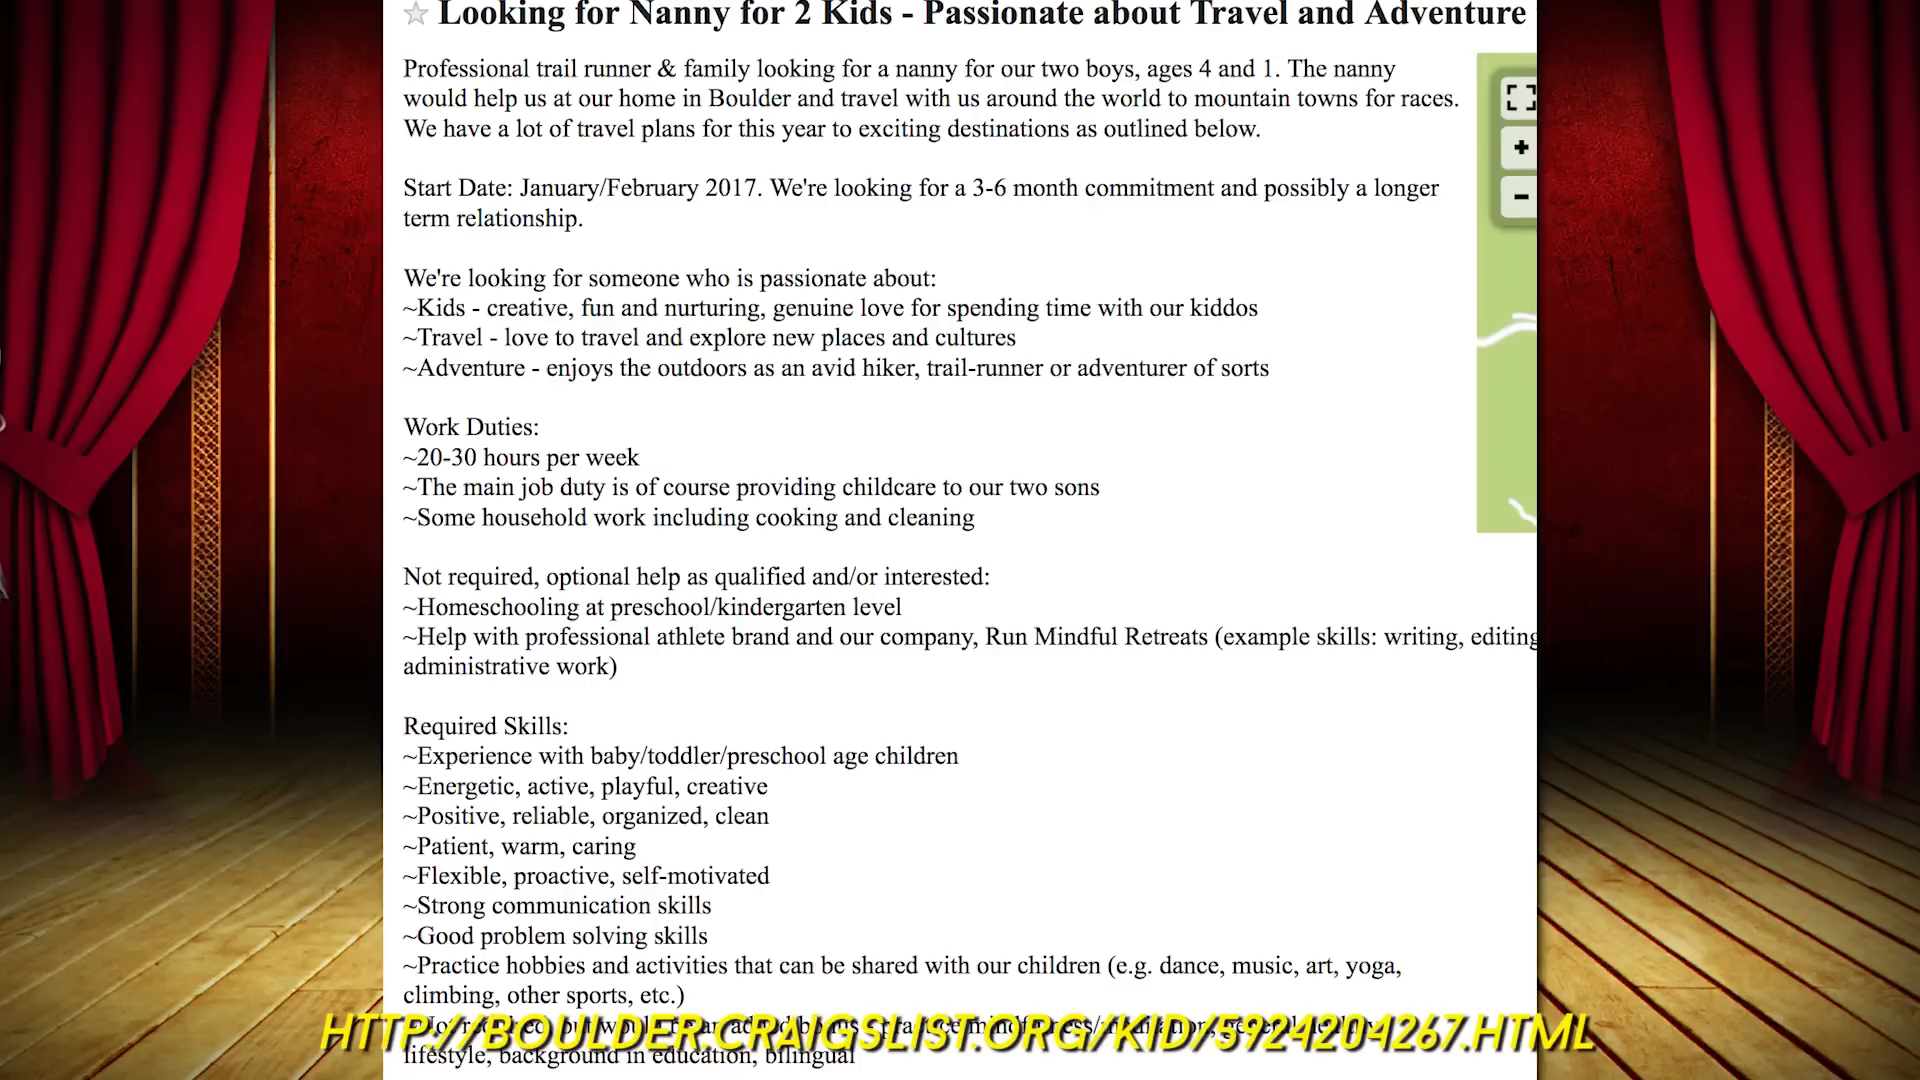 Looking for Nanny for 2 Kids - Passionate about Travel and Adventure
Professional trail runner & family looking for a nanny for our two boys, ages 4 and 1. The nanny
would help us at our home in Boulder and travel with us around the world to mountain towns for races.
We have a lot of travel plans for this year to exciting destinations as outlined below.
Start Date: January/February 2017. We're looking for a 3-6 month commitment and possibly a longer
term relationship.
We're looking for someone who is passionate about:
~Kids - creative, fun and nurturing, genuine love for spending time with our kiddos
~Travel - love to travel and explore new places and cultures
~Adventure - enjoys the outdoors as an avid hiker, trail-runner or adventurer of sorts
Work Duties:
~20-30 hours per week
~The main job duty is of course providing childcare to our two sons
~Some household work including cooking and cleaning
Not required, optional help as qualified and/or interested:
~Homeschooling at preschool/kindergarten level
~Help with professional athlete brand and our company, Run Mindful Retreats (example skills: writing, editing
administrative work)
Required Skills:
~Experience with baby/toddler/preschool age children
~Energetic, active, playful, creative
~Positive, reliable, organized, clean
~Patient, warm, caring
~Flexible, proactive, self-motivated
~Strong communication skills
~Good problem solving skills
~Practice hobbies and activities that can be shared with our children (e.g. dance, music, art, yoga,
climbing, other sports, etc.)
HTTP://BOULDER.CRAIGSLIST.ORG/KID/5924204267.HTML
lifestyle, background in education, bilingual